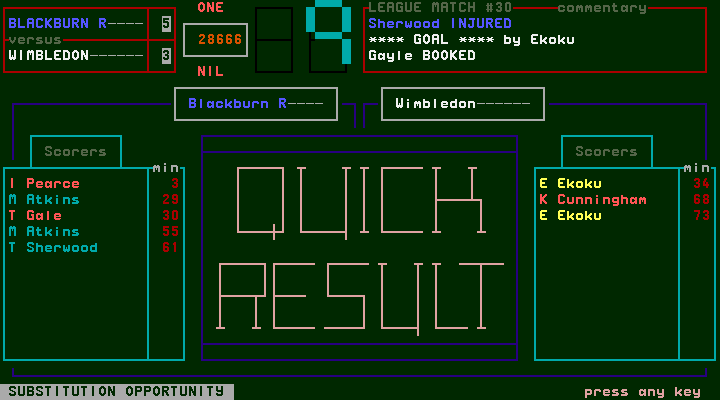 BLACKBURN R---- 5
versus
WIMBLEDON----- 3
ONE
28666
NIL
9
LEAGUE MATCH #30 commentary
Sherwood INJURED
**** GOAL **** by Ekoku
Gayle BOOKED
Blackburn R----
Wimbledon------
Scorers
min
I Pearce 3
M Atkins 29
T Gale 30
M Atkins 55
T Sherwood 61
QUICK
RESULT
Scorers
min
E Ekoku 34
K Cunningham 68
E Ekoku 73
SUBSTITUTION OPPORTUNITY
press any key